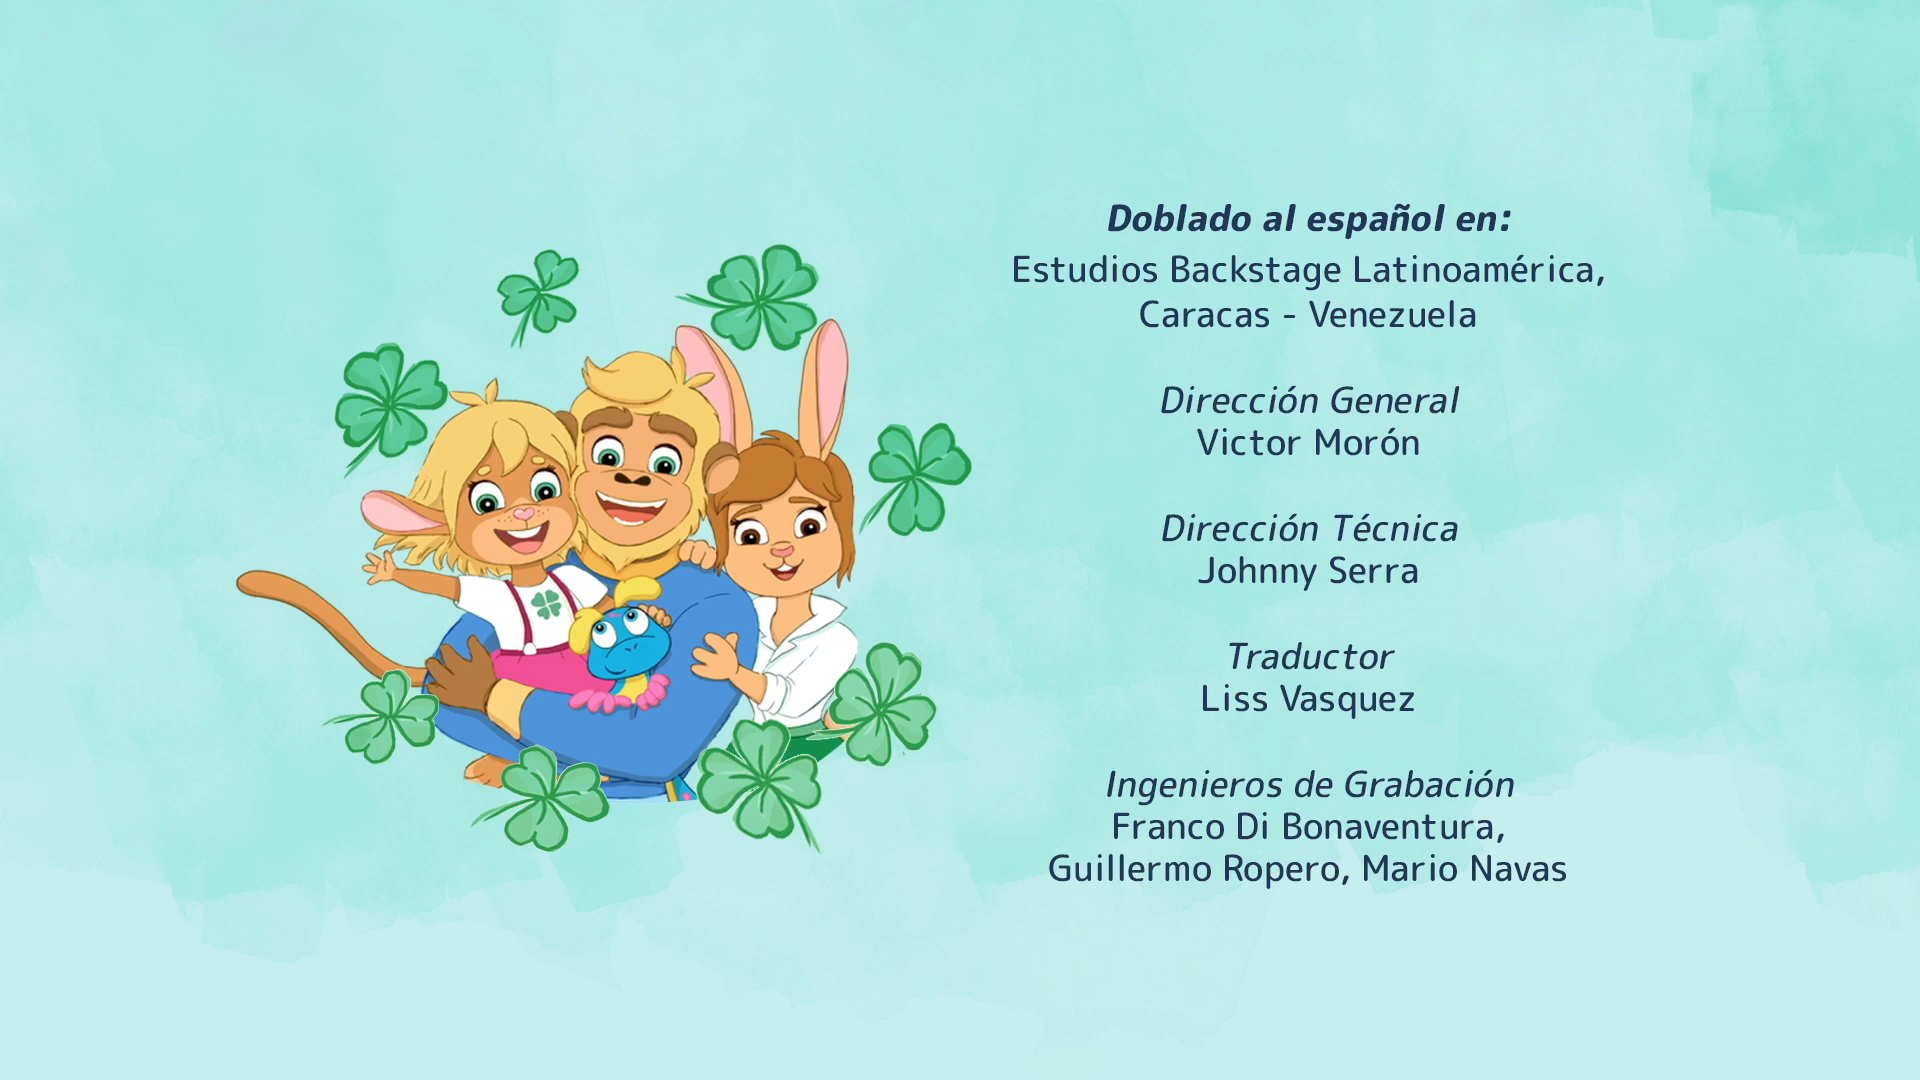 Doblado al español en:
Estudios Backstage Latinoamérica,
Caracas - Venezuela
Dirección General
Victor Morón
Dirección Técnica
Johnny Serra
Traductor
Liss Vasquez
Ingenieros de Grabación
Franco Di Bonaventura,
Guillermo Ropero, Mario Navas